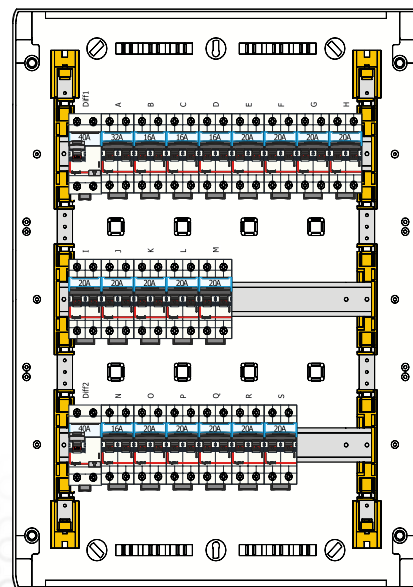 Diff1 A B C D E F G H
40A 32A 16A 16A 16A 20A 20A 20A 20A
I J K L M
20A 20A 20A 20A 20A
Diff2 N O P Q R S
40A 16A 20A 20A 20A 20A 20A